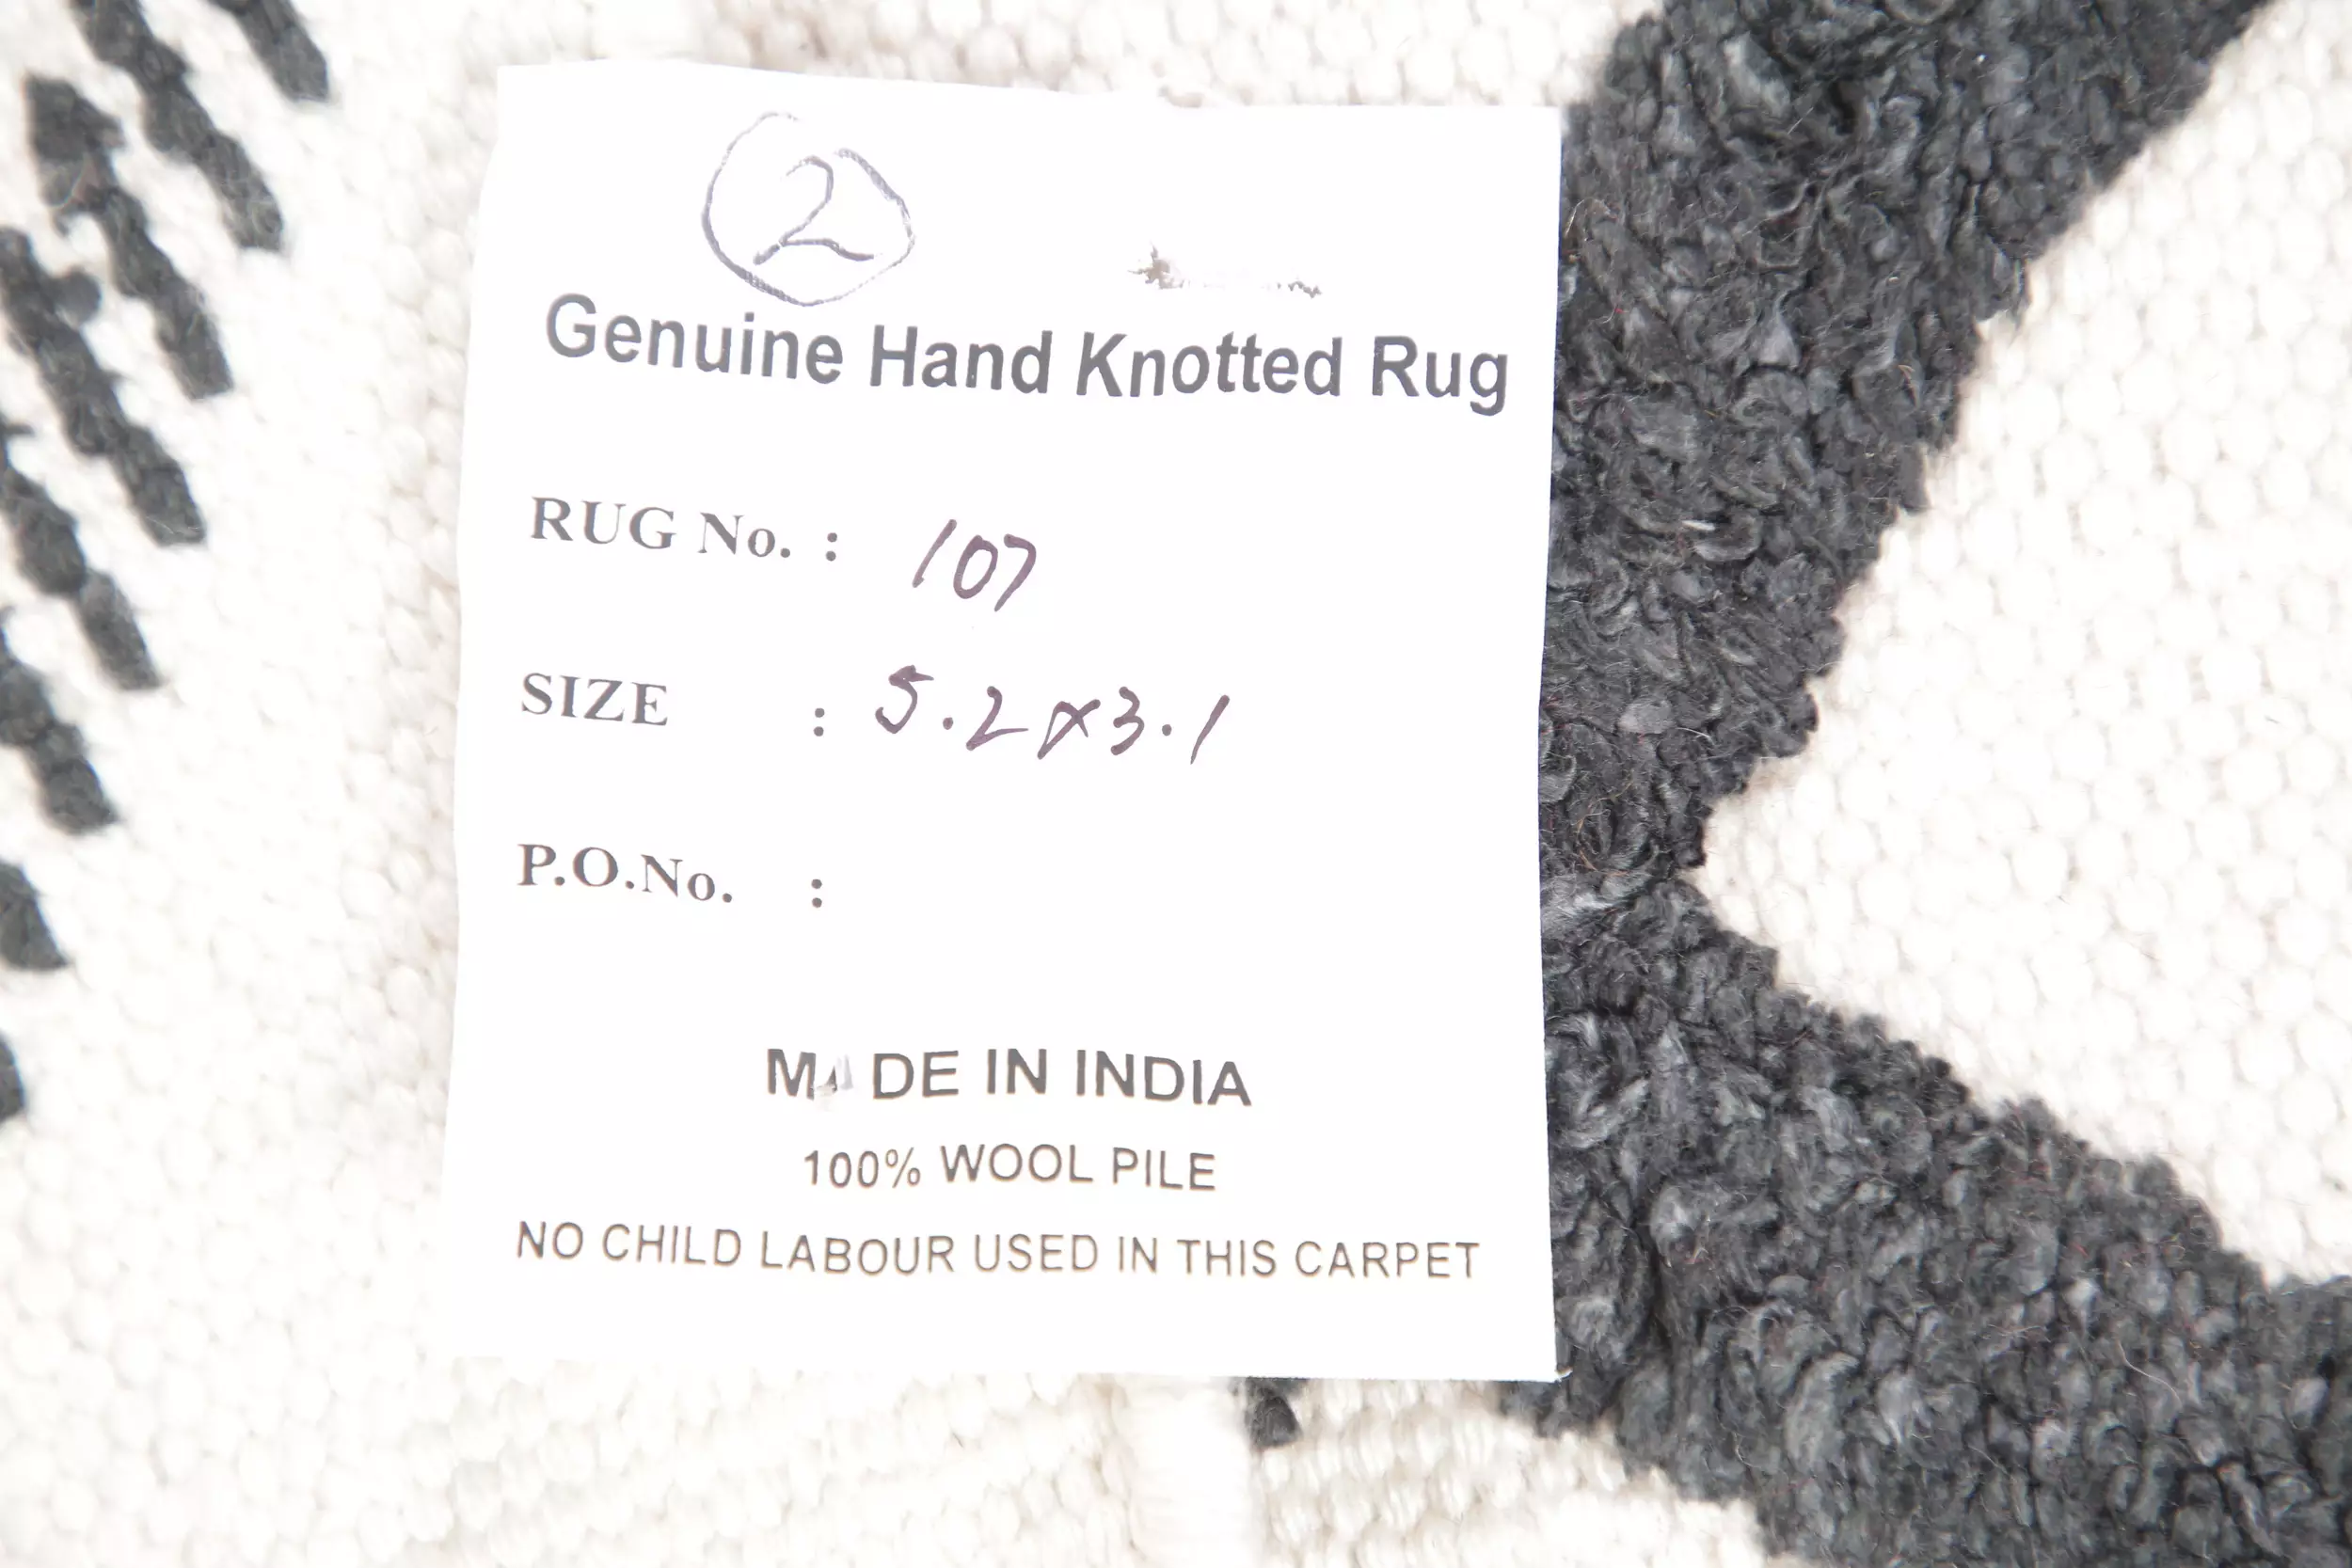 2
Genuine Hand Knotted Rug
RUG No. : 107
SIZE : 5.2x3.1
P.O.No. :
MADE IN INDIA
100% WOOL PILE
NO CHILD LABOUR USED IN THIS CARPET